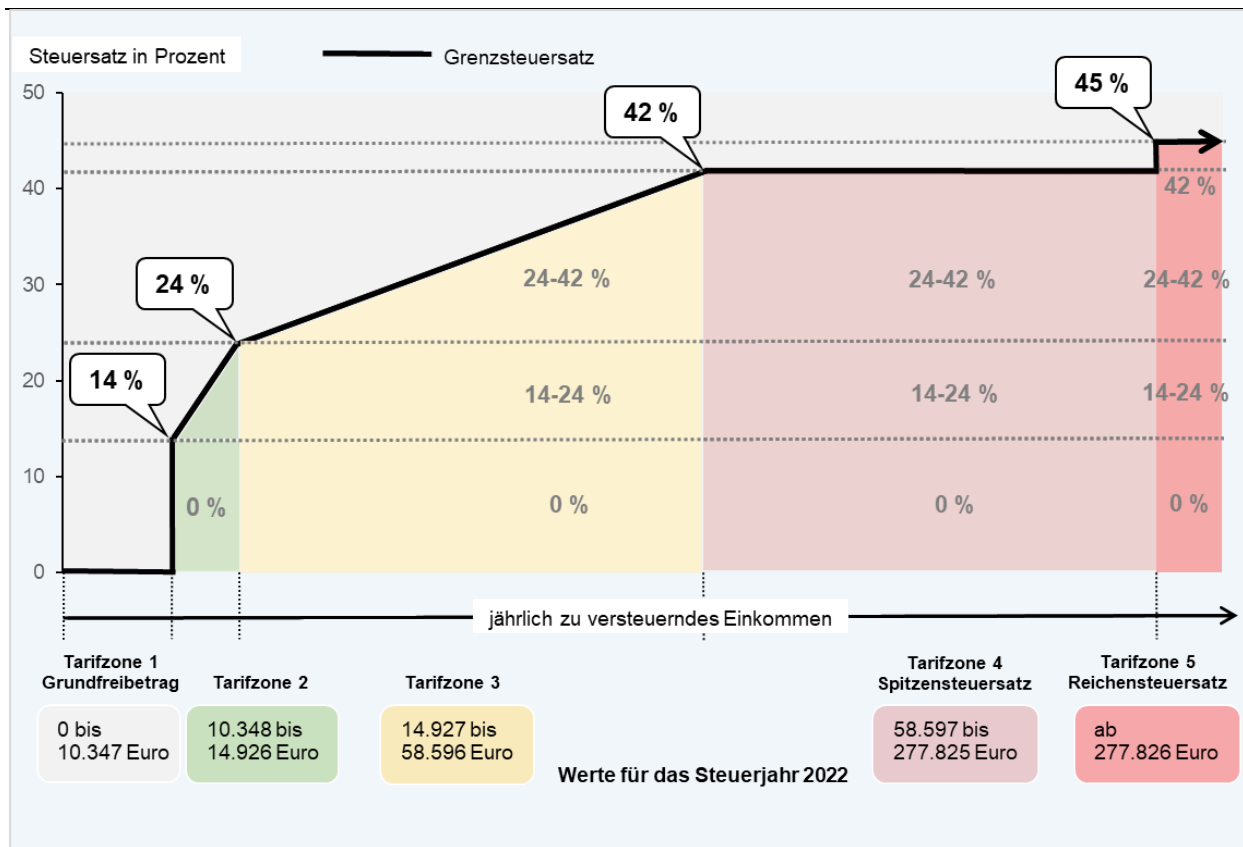 Steuersatz in Prozent
Grenzsteuersatz
50
40
30
20
10
0
14 %
24 %
42 %
45 %
42 %
24-42 %
24-42 %
24-42 %
14-24 %
14-24 %
14-24 %
0 %
0 %
0 %
0 %
jährlich zu versteuerndes Einkommen
Tarifzone 1
Grundfreibetrag
0 bis
10.347 Euro
Tarifzone 2
10.348 bis
14.926 Euro
Tarifzone 3
14.927 bis
58.596 Euro
Werte für das Steuerjahr 2022
Tarifzone 4
Spitzensteuersatz
58.597 bis
277.825 Euro
Tarifzone 5
Reichensteuersatz
ab
277.826 Euro